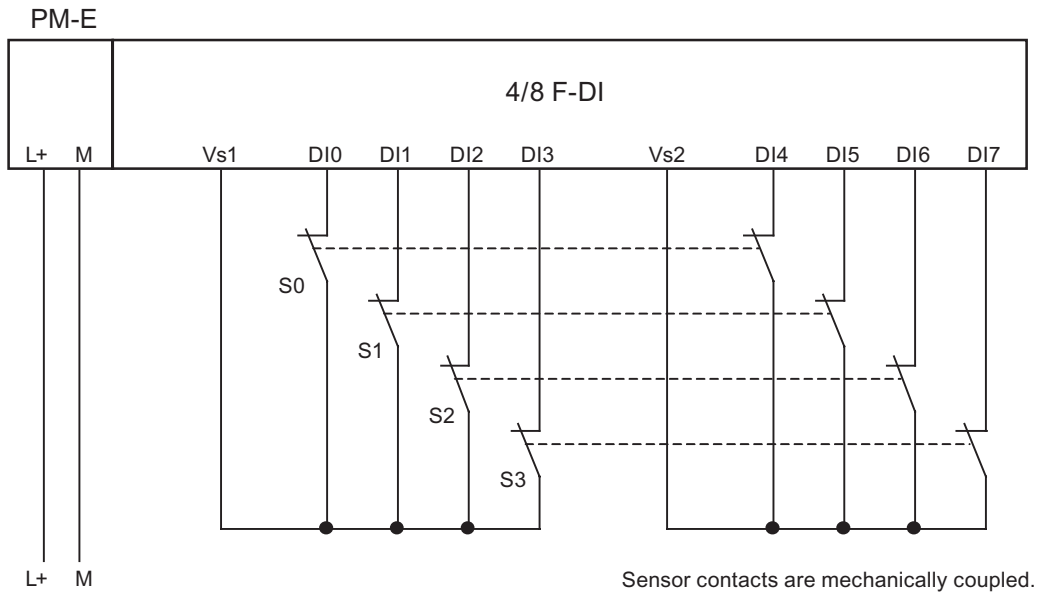 PM-E
4/8 F-DI
L+ M Vs1 DI0 DI1 DI2 DI3 Vs2 DI4 DI5 DI6 DI7
S0
S1
S2
S3
L+ M
Sensor contacts are mechanically coupled.